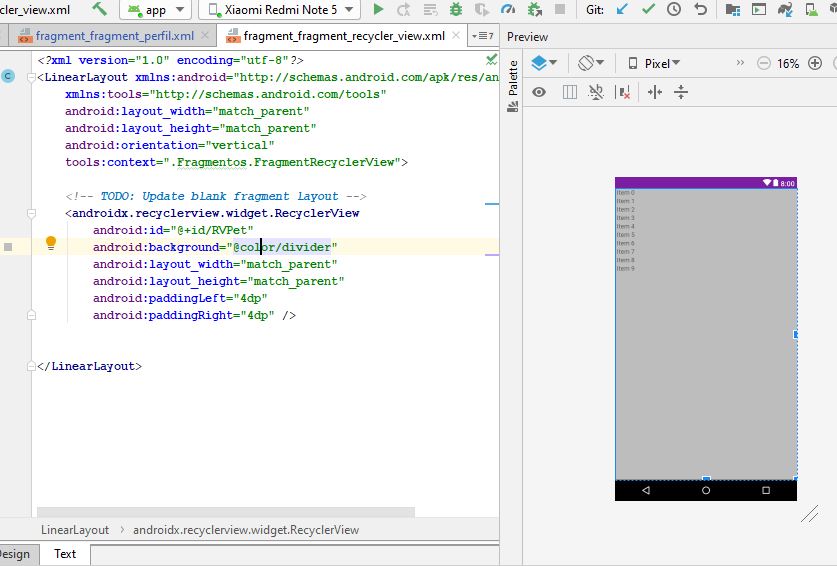 cler_view.xml
app
Xiaomi Redmi Note 5
Git:
fragment_fragment_perfil.xml
fragment_fragment_recycler_view.xml
7
Preview
<?xml version="1.0" encoding="utf-8"?>
<LinearLayout xmlns:android="http://schemas.android.com/apk/res/an
xmlns:tools="http://schemas.android.com/tools"
android:layout_width="match_parent"
android:layout_height="match_parent"
android:orientation="vertical"
tools:context=".Fragmentos.FragmentRecyclerView">
<!-- TODO: Update blank fragment layout -->
<androidx.recyclerview.widget.RecyclerView
android:id="@+id/RVPet"
android:background="@color/divider"
android:layout_width="match_parent"
android:layout_height="match_parent"
android:paddingLeft="4dp"
android:paddingRight="4dp" />
</LinearLayout>
LinearLayout
androidx.recyclerview.widget.RecyclerView
Design
Text
C
Palette
Pixel
16%
8:00
Item 0
Item 1
Item 2
Item 3
Item 4
Item 5
Item 6
Item 7
Item 8
Item 9